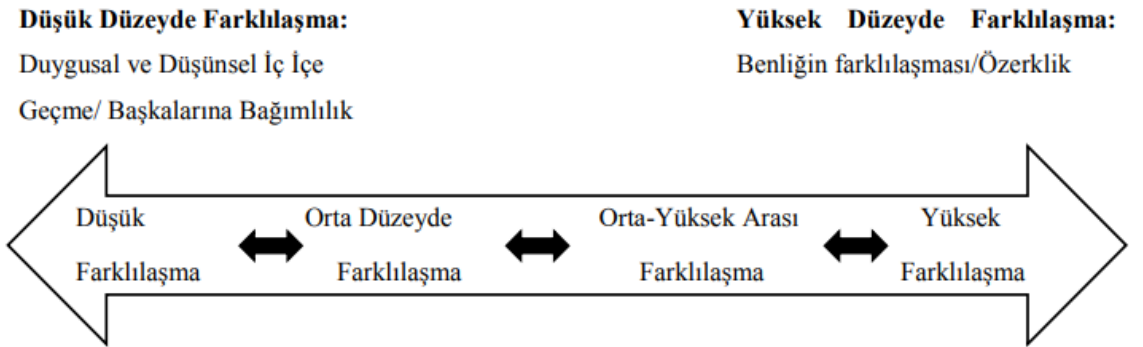 Düşük Düzeyde Farklılaşma:
Duygusal ve Düşünsel İç İçe
Geçme/ Başkalarına Bağımlılık
Yüksek Düzeyde Farklılaşma:
Benliğin farklılaşması/Özerklik
Düşük
Farklılaşma
Orta Düzeyde
Farklılaşma
Orta-Yüksek Arası
Farklılaşma
Yüksek
Farklılaşma